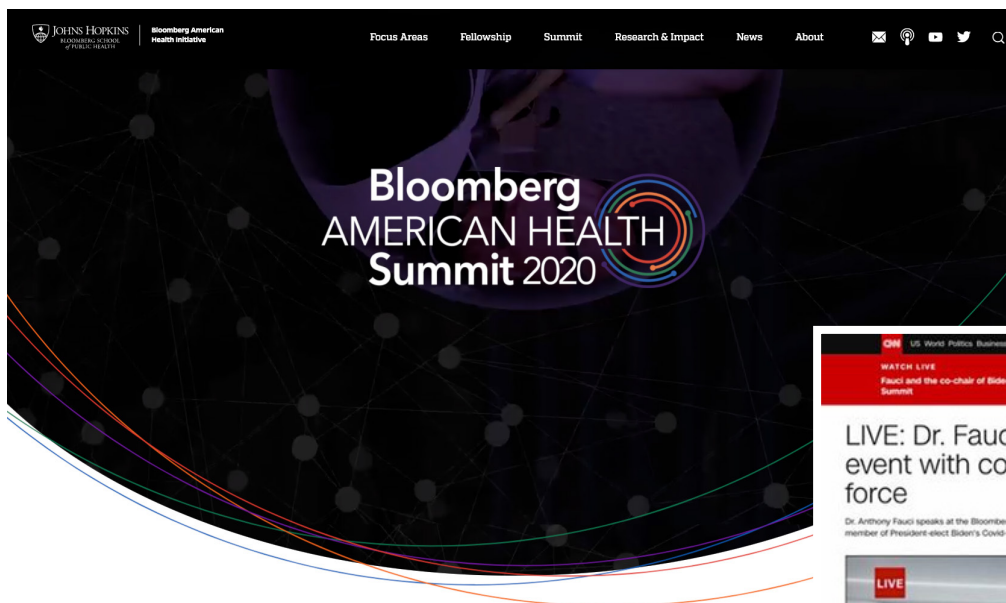 JOHNS HOPKINS
BLOOMBERG SCHOOL
of PUBLIC HEALTH
Bloomberg American
Health Initiative
Focus Areas Fellowship Summit Research & Impact News About
Bloomberg
AMERICAN HEALTH
Summit 2020
CNN US World Politics Business
WATCH LIVE
Fauci and the co-chair of Bide
Summit
LIVE: Dr. Fauc
event with co
force
Dr. Anthony Fauci speaks at the Bloombe
member of President-elect Biden's Covid-
LIVE